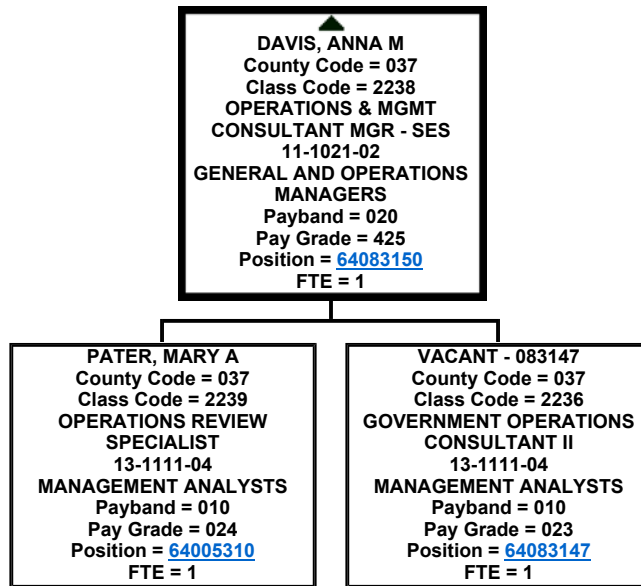 DAVIS, ANNA M
County Code = 037
Class Code = 2238
OPERATIONS & MGMT
CONSULTANT MGR - SES
11-1021-02
GENERAL AND OPERATIONS
MANAGERS
Payband = 020
Pay Grade = 425
Position = 64083150
FTE = 1
PATER, MARY A
County Code = 037
Class Code = 2239
OPERATIONS REVIEW
SPECIALIST
13-1111-04
MANAGEMENT ANALYSTS
Payband = 010
Pay Grade = 024
Position = 64005310
FTE = 1
VACANT - 083147
County Code = 037
Class Code = 2236
GOVERNMENT OPERATIONS
CONSULTANT II
13-1111-04
MANAGEMENT ANALYSTS
Payband = 010
Pay Grade = 023
Position = 64083147
FTE = 1